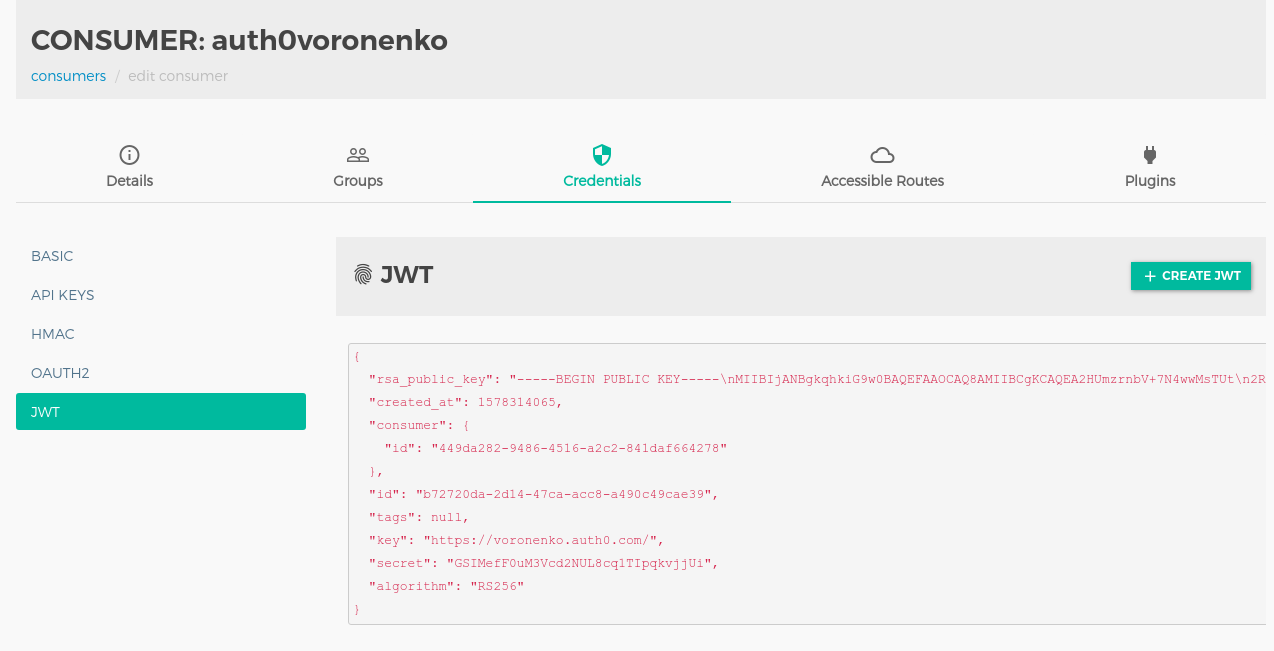 CONSUMER: auth0voronenko
consumers / edit consumer
Details Groups Credentials Accessible Routes Plugins
BASIC
API KEYS
HMAC
OAUTH2
JWT
JWT
+ CREATE JWT
{
"rsa_public_key": "-----BEGIN PUBLIC KEY-----\nMIIBIjANBgkqhkiG9w0BAQEFAAOCAQ8AMIIBCgKCAQEA2HUmzrnbV+7N4wwMsTUt\n2R
"created_at": 1578314065,
"consumer": {
"id": "449da282-9486-4516-a2c2-841daf664278"
},
"id": "b72720da-2d14-47ca-acc8-a490c49cae39",
"tags": null,
"key": "https://voronenko.auth0.com/",
"secret": "GSIMefF0uM3Vcd2NUL8cq1TIpqkvjjUi",
"algorithm": "RS256"
}